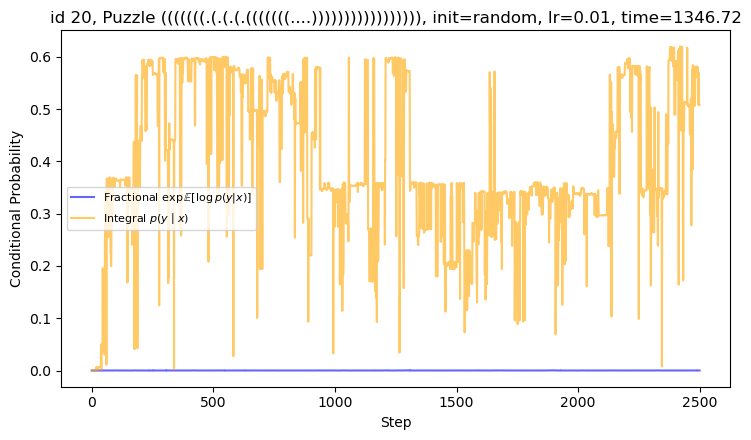 id 20, Puzzle (((((((.(.(.(.(((((((....))))))))))))))))), init=random, lr=0.01, time=1346.72
0.6
0.5
0.4
0.3
0.2
0.1
0.0
Conditional Probability
Fractional exp 𝔼[log p(y|x)]
Integral p(y | x)
0 500 1000 1500 2000 2500
Step